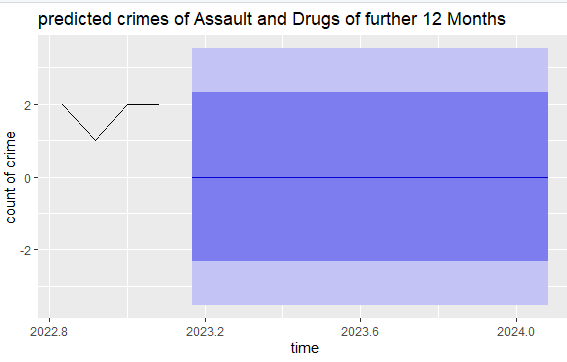 predicted crimes of Assault and Drugs of further 12 Months
count of crime
2
0
-2
2022.8 2023.2 2023.6 2024.0
time